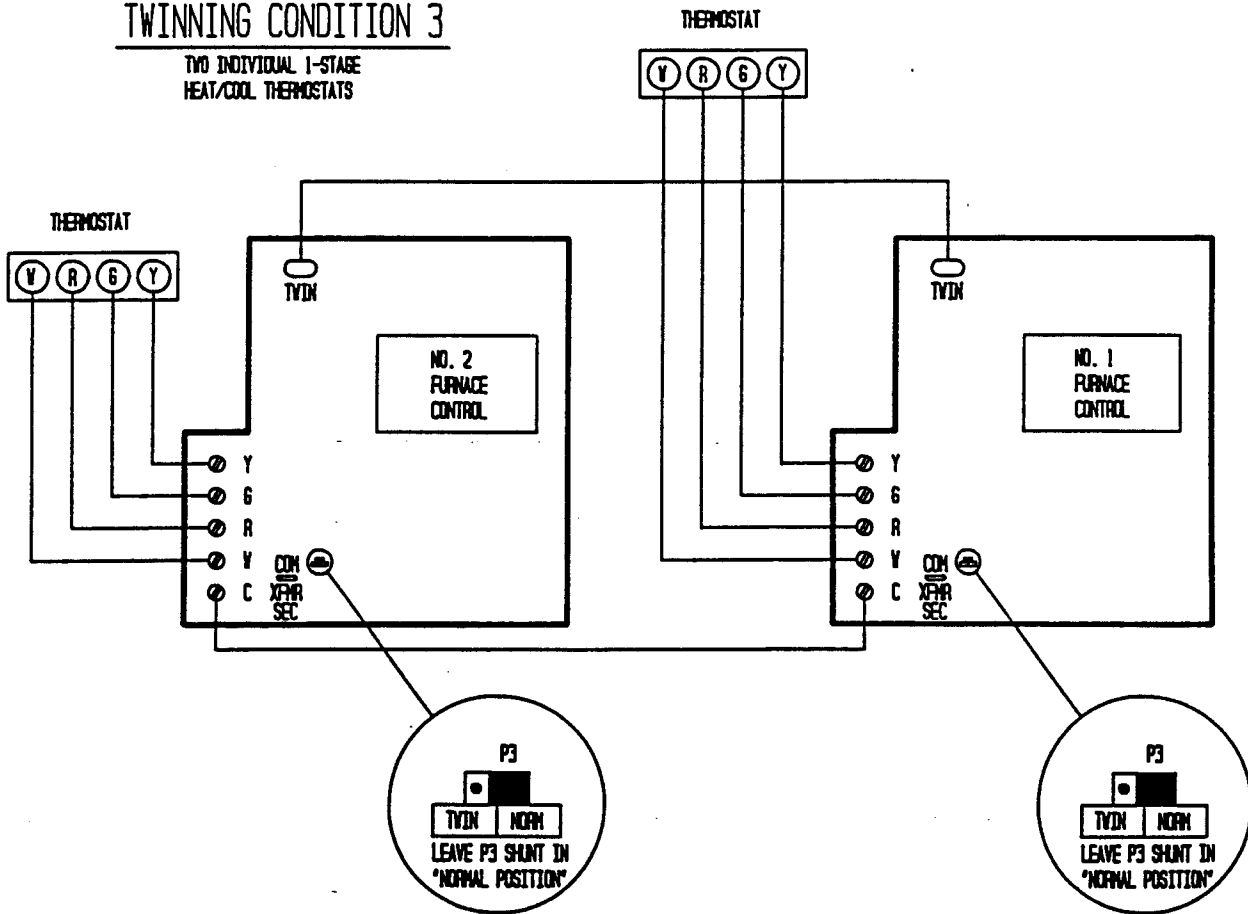 TWINNING CONDITION 3
TWO INDIVIDUAL 1-STAGE
HEAT/COOL THERMOSTATS
THERMOSTAT
W R G Y
THERMOSTAT
W R G Y
TWIN
NO. 2
FURNACE
CONTROL
Y
G
R
W
C
COM
XFMR
SEC
TWIN
NO. 1
FURNACE
CONTROL
Y
G
R
W
C
COM
XFMR
SEC
P3
TWIN NORM
LEAVE P3 SHUNT IN
"NORMAL POSITION"
P3
TWIN NORM
LEAVE P3 SHUNT IN
"NORMAL POSITION"